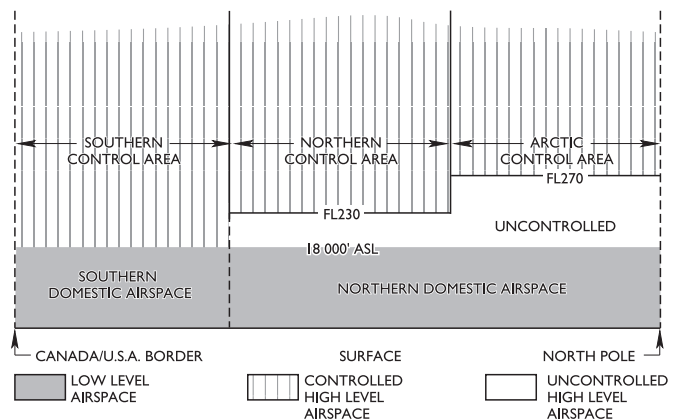 SOUTHERN
CONTROL AREA
NORTHERN
CONTROL AREA
ARCTIC
CONTROL AREA
FL270
FL230
UNCONTROLLED
18 000' ASL
SOUTHERN
DOMESTIC AIRSPACE
NORTHERN DOMESTIC AIRSPACE
CANADA/U.S.A. BORDER
SURFACE
NORTH POLE
LOW LEVEL
AIRSPACE
CONTROLLED
HIGH LEVEL
AIRSPACE
UNCONTROLLED
HIGH LEVEL
AIRSPACE